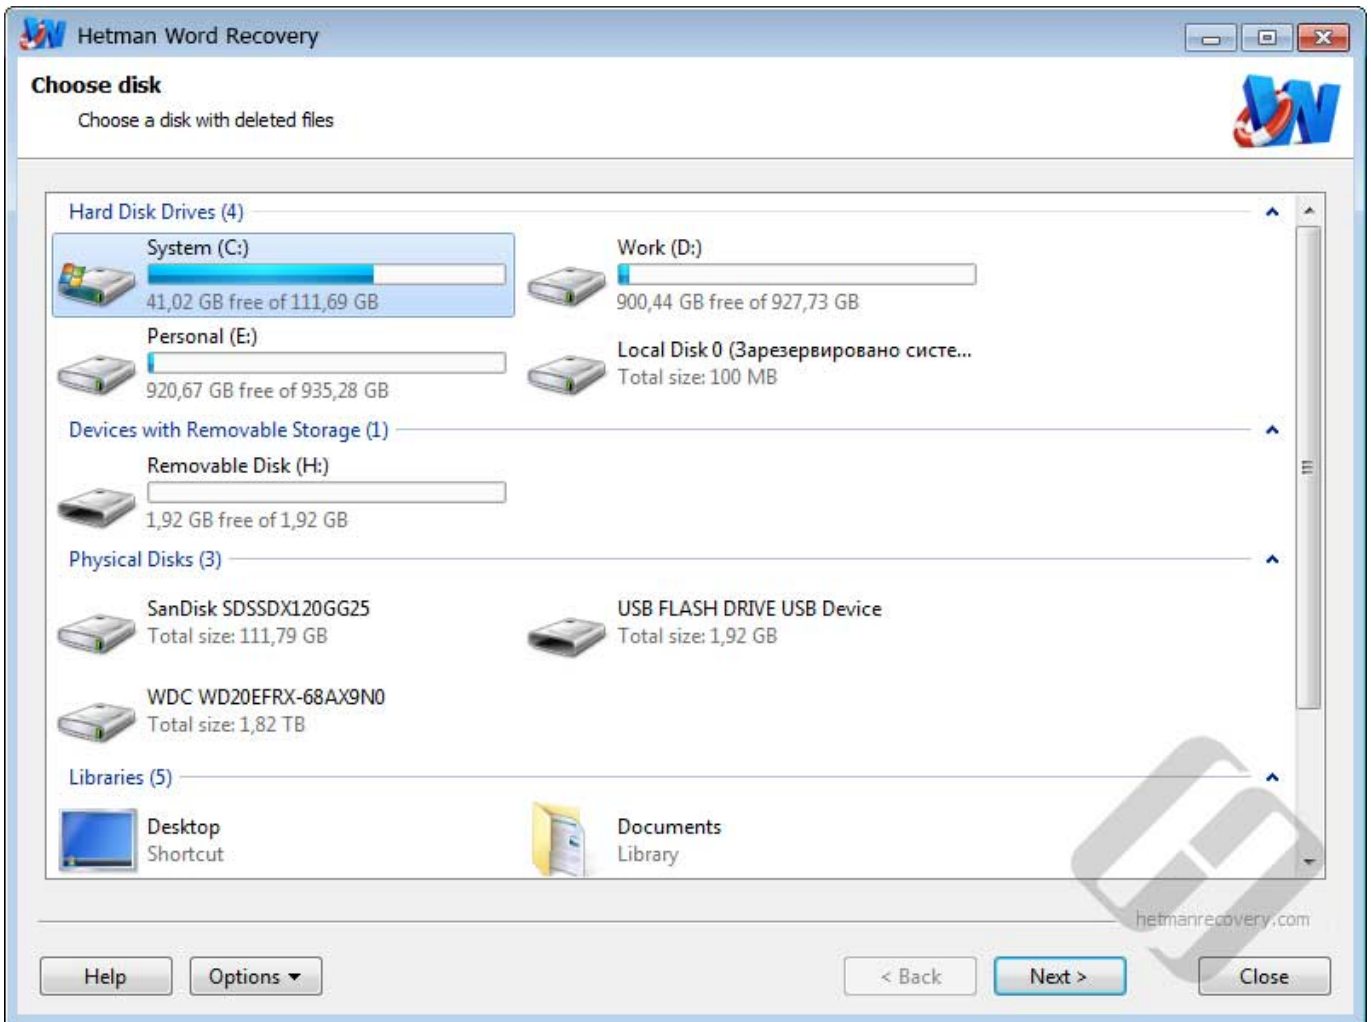 Hetman Word Recovery
Choose disk
Choose a disk with deleted files
Hard Disk Drives (4)
System (C:)
41,02 GB free of 111,69 GB
Work (D:)
900,44 GB free of 927,73 GB
Personal (E:)
920,67 GB free of 935,28 GB
Local Disk 0 (Зарезервировано систе...
Total size: 100 MB
Devices with Removable Storage (1)
Removable Disk (H:)
1,92 GB free of 1,92 GB
Physical Disks (3)
SanDisk SDSSDX120GG25
Total size: 111,79 GB
USB FLASH DRIVE USB Device
Total size: 1,92 GB
WDC WD20EFRX-68AX9N0
Total size: 1,82 TB
Libraries (5)
Desktop
Shortcut
Documents
Library
hetmanrecovery.com
Help
Options
< Back
Next >
Close